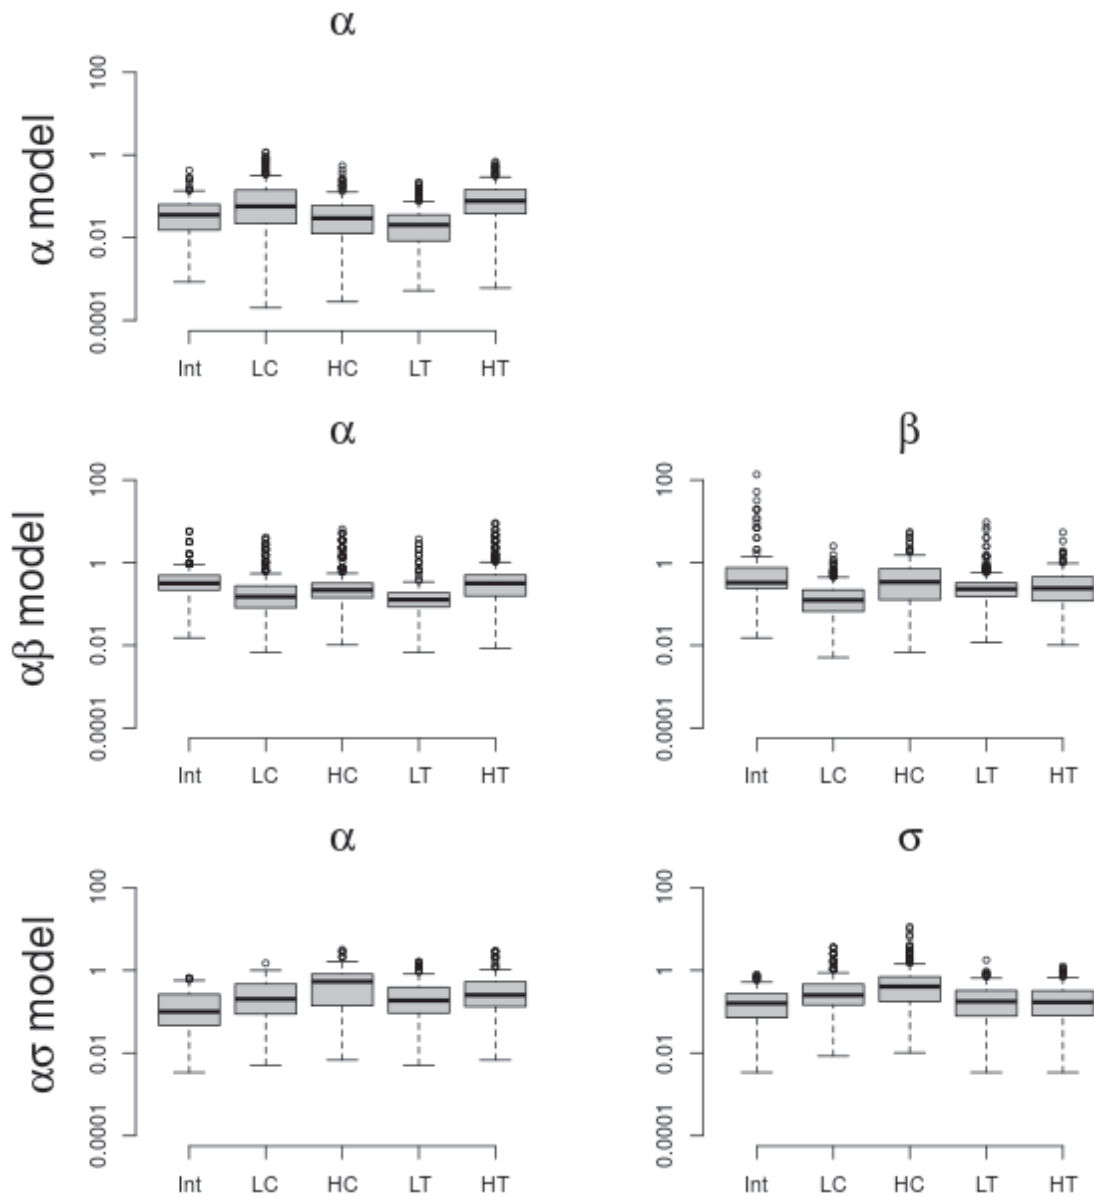 α
α model
100
1
0.01
0.0001
Int LC HC LT HT
α
αβ model
100
1
0.01
0.0001
Int LC HC LT HT
β
100
1
0.01
0.0001
Int LC HC LT HT
α
ασ model
100
1
0.01
0.0001
Int LC HC LT HT
σ
100
1
0.01
0.0001
Int LC HC LT HT